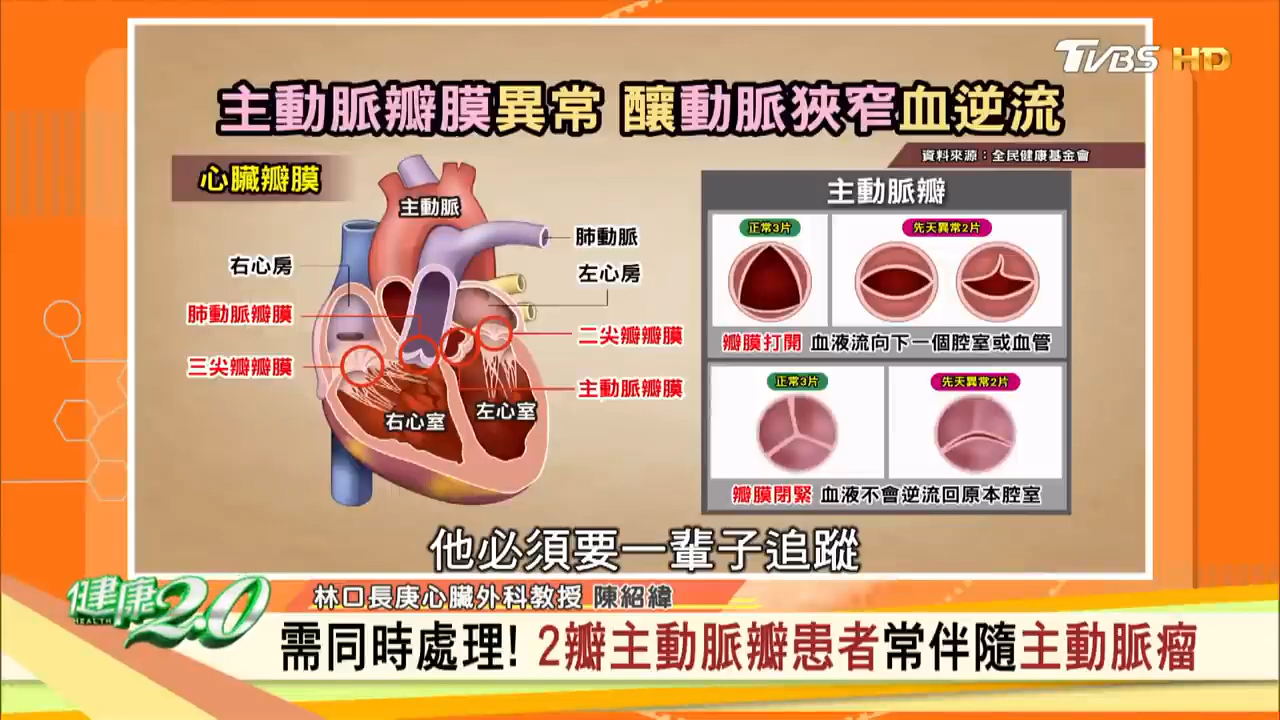 TVBS HD
主動脈瓣膜異常 釀動脈狹窄血逆流
資料來源：全民健康基金會
心臟瓣膜
主動脈
肺動脈
右心房
左心房
肺動脈瓣膜
二尖瓣瓣膜
三尖瓣瓣膜
主動脈瓣膜
右心室
左心室
主動脈瓣
正常3片
先天異常2片
瓣膜打開 血液流向下一個腔室或血管
正常3片
先天異常2片
瓣膜閉緊 血液不會逆流回原本腔室
他必須要一輩子追蹤
健康2.0
HEALTH
林口長庚心臟外科教授 陳紹緯
需同時處理! 2瓣主動脈瓣患者常伴隨主動脈瘤